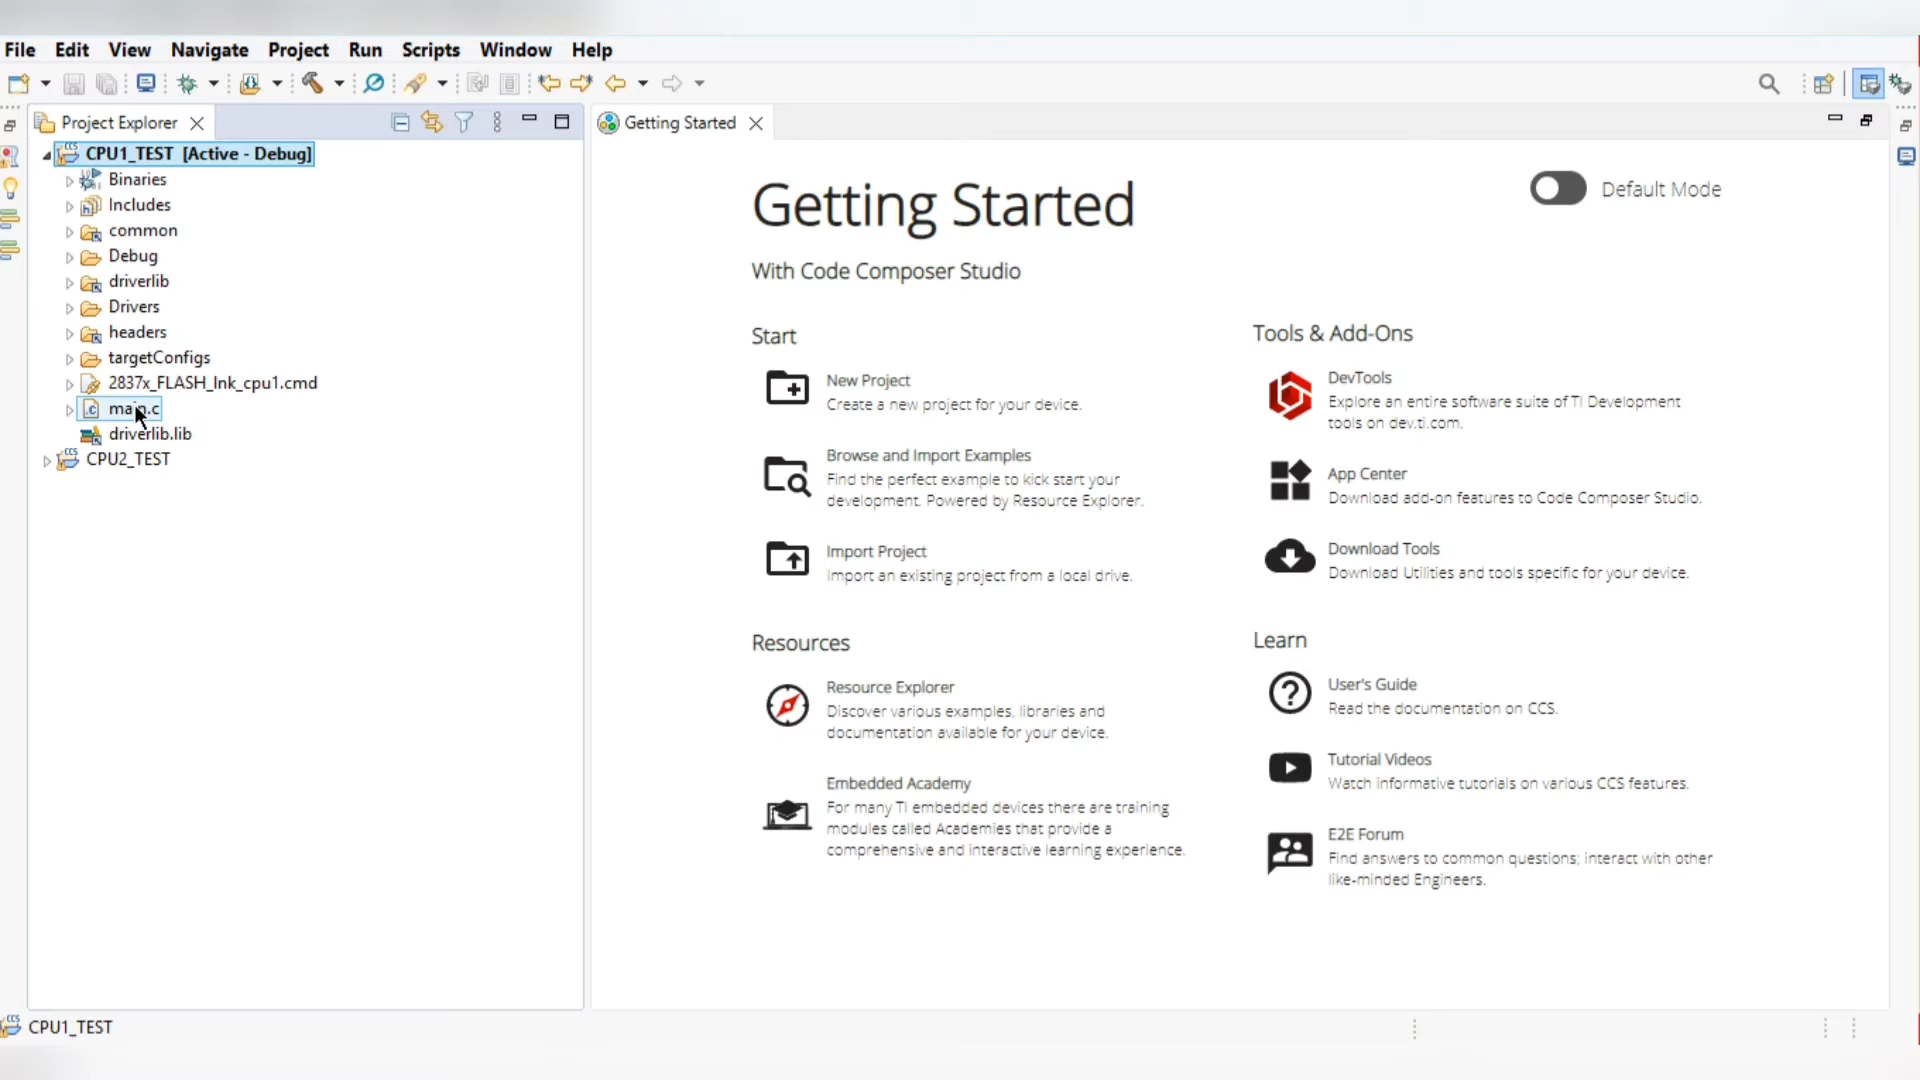 File Edit View Navigate Project Run Scripts Window Help
Project Explorer
Getting Started
CPU1_TEST [Active - Debug]
Binaries
Includes
common
Debug
driverlib
Drivers
headers
targetConfigs
2837x_FLASH_lnk_cpu1.cmd
main.c
driverlib.lib
CPU2_TEST
Getting Started
Default Mode
With Code Composer Studio
Start
New Project
Create a new project for your device.
Browse and Import Examples
Find the perfect example to kick start your
development. Powered by Resource Explorer.
Import Project
Import an existing project from a local drive.
Tools & Add-Ons
DevTools
Explore an entire software suite of TI Development
tools on dev.ti.com.
App Center
Download add-on features to Code Composer Studio.
Download Tools
Download Utilities and tools specific for your device.
Resources
Resource Explorer
Discover various examples, libraries and
documentation available for your device.
Embedded Academy
For many TI embedded devices there are training
modules called Academies that provide a
comprehensive and interactive learning experience.
Learn
User's Guide
Read the documentation on CCS.
Tutorial Videos
Watch informative tutorials on various CCS features.
E2E Forum
Find answers to common questions; interact with other
like-minded Engineers.
CPU1_TEST